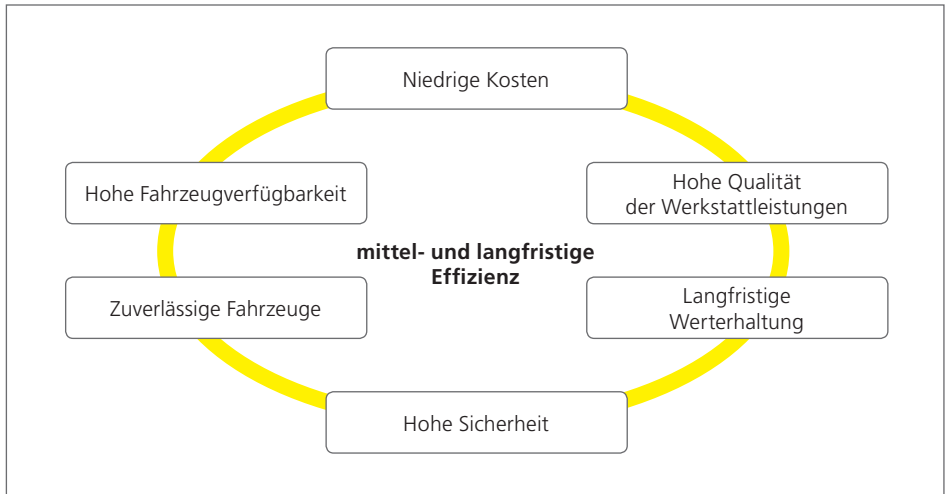 Niedrige Kosten
Hohe Fahrzeugverfügbarkeit
Hohe Qualität
der Werkstattleistungen
mittel- und langfristige
Effizienz
Zuverlässige Fahrzeuge
Langfristige
Werterhaltung
Hohe Sicherheit